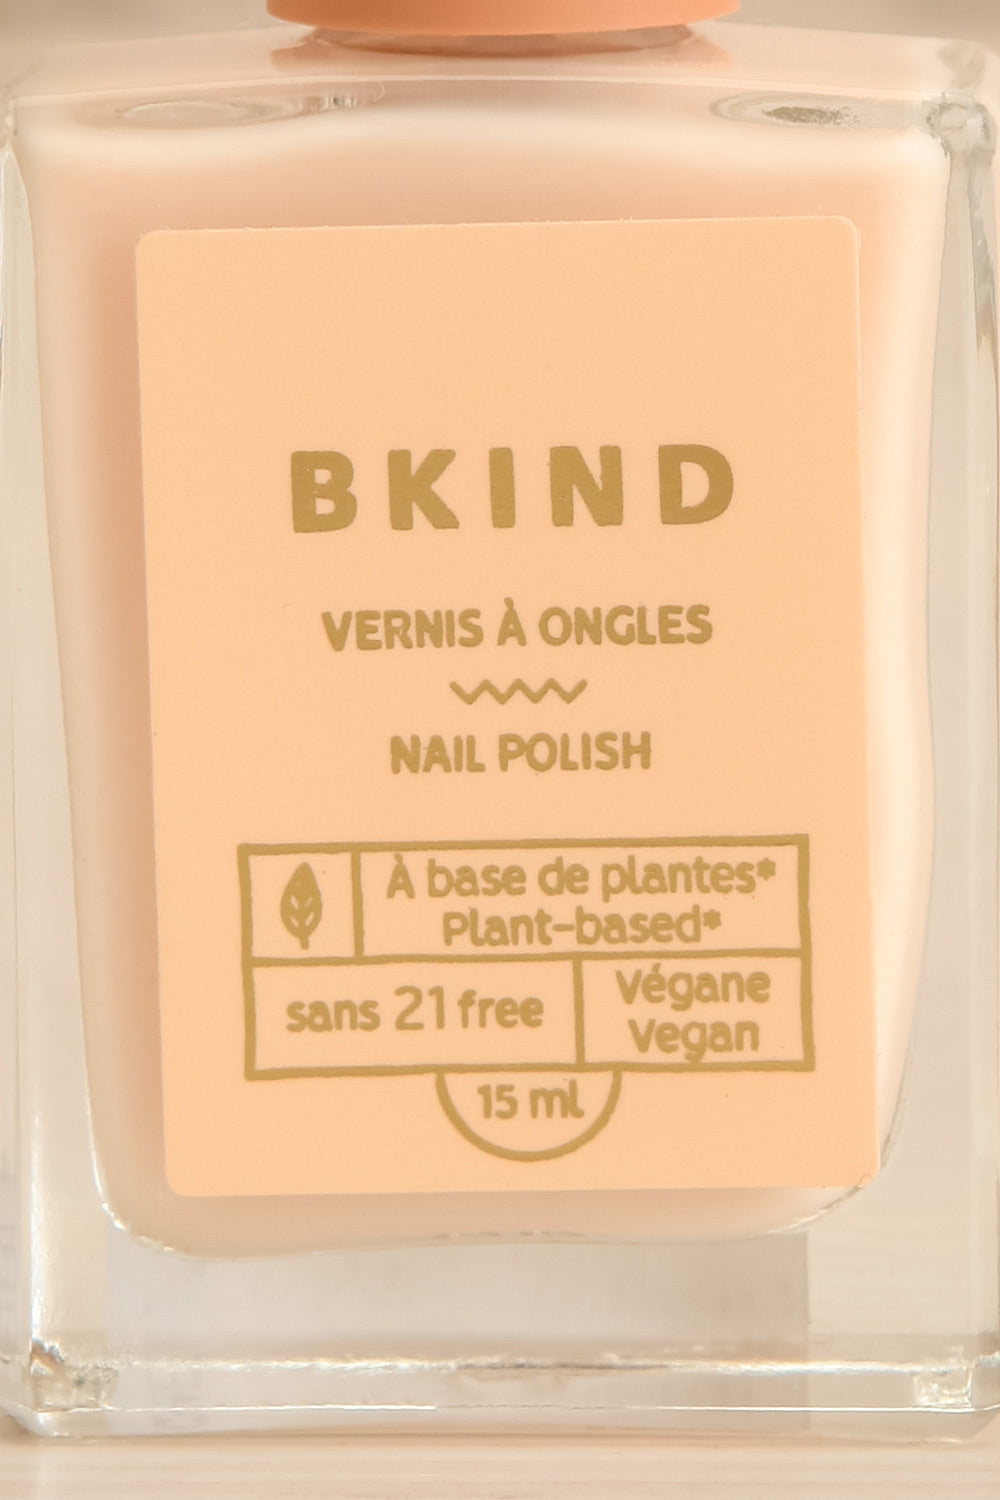 BKIND
VERNIS À ONGLES
NAIL POLISH
À base de plantes*
Plant-based*
sans 21 free
Végane
Vegan
15 ml